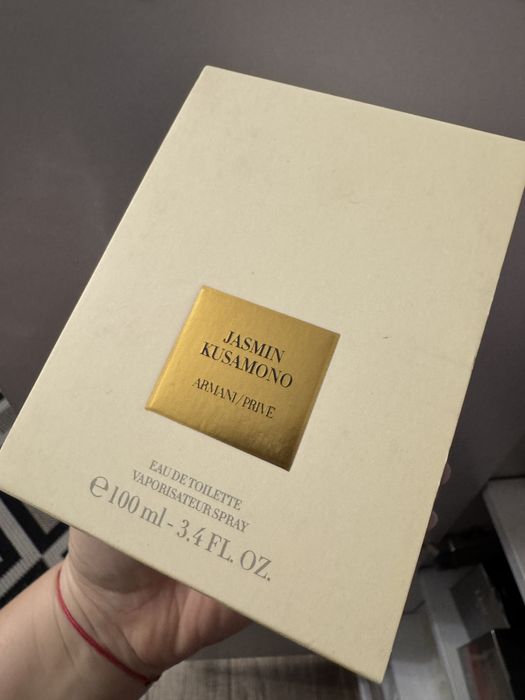 JASMIN
KUSAMONO
ARMANI/PRIVE
EAU DE TOILETTE
VAPORISATEUR SPRAY
℮100 ml - 3.4 FL. OZ.